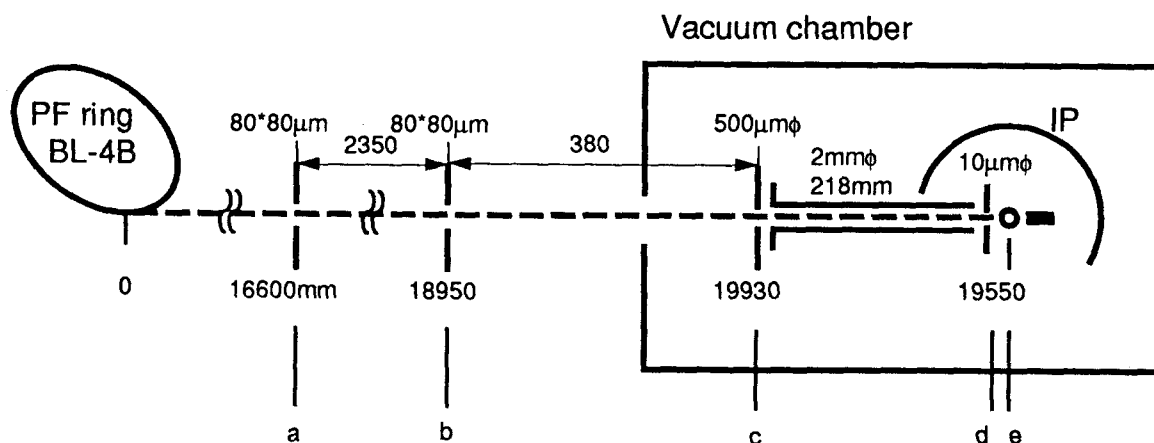 Vacuum chamber
PF ring
BL-4B
80*80μm
80*80μm
500μmϕ
IP
2350
380
2mmϕ
218mm
10μmϕ
0
16600mm
18950
19930
19550
a
b
c
d
e